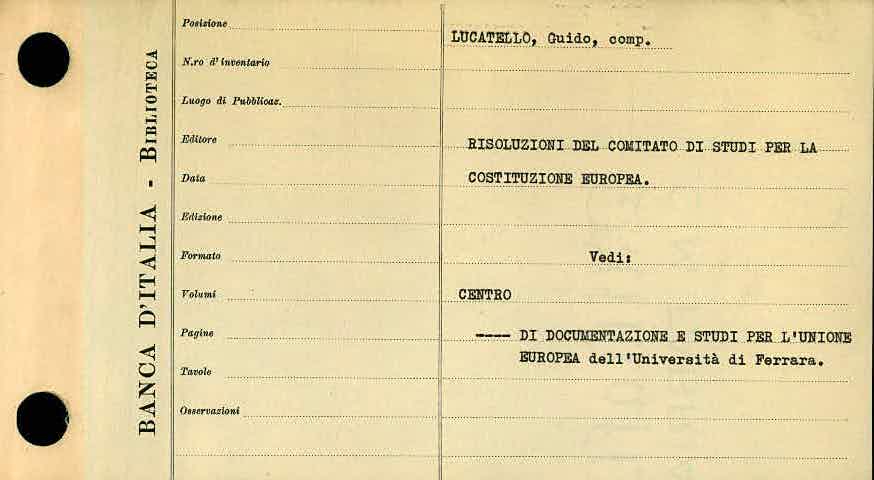 BANCA D'ITALIA - BIBLIOTECA
Posizione
N.ro d'inventario
Luogo di Pubblicaz.
Editore
Data
Edizione
Formato
Volumi
Pagine
Tavole
Osservazioni
LUCATELLO, Guido, comp.
RISOLUZIONI DEL COMITATO DI STUDI PER LA
COSTITUZIONE EUROPEA.
Vedi:
CENTRO
---- DI DOCUMENTAZIONE E STUDI PER L'UNIONE
EUROPEA dell'Università di Ferrara.